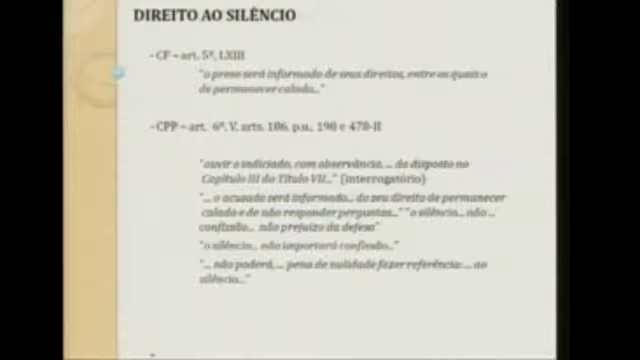 DIREITO AO SILÊNCIO
- CF – art. 5º, LXIII
"o preso será informado de seus direitos, entre os quais o
de permanecer calado..."
- CPP – art. 6º, V, arts. 186, p.u., 198 e 478-II
"ouvir o indiciado, com observância, ... do disposto no
Capítulo III do Título VII..." (interrogatório)
"... o acusado será informado... do seu direito de permanecer
calado e de não responder perguntas..." "o silêncio... não ...
confissão... não prejuízo da defesa"
"o silêncio... não importará confissão..."
"... não poderá, ... pena de nulidade fazer referência: ... ao
silêncio..."